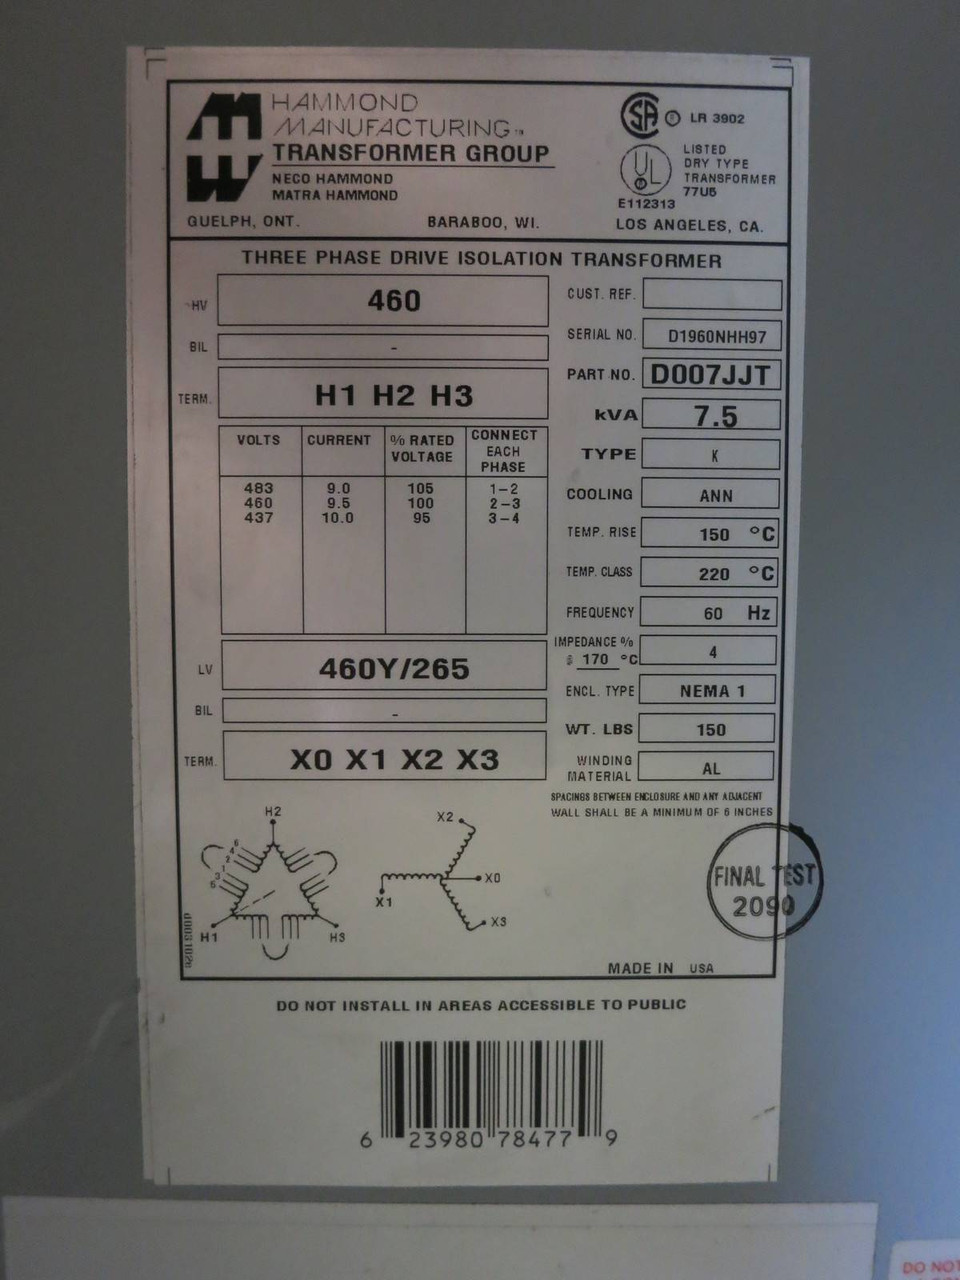 HAMMOND
MANUFACTURING™
TRANSFORMER GROUP
NECO HAMMOND
MATRA HAMMOND
GUELPH, ONT. BARABOO, WI. LOS ANGELES, CA.
LR 3902
LISTED
DRY TYPE
TRANSFORMER
77U5
E112313
THREE PHASE DRIVE ISOLATION TRANSFORMER
HV 460
BIL -
TERM. H1 H2 H3
VOLTS CURRENT % RATED VOLTAGE CONNECT EACH PHASE
483 9.0 105 1-2
460 9.5 100 2-3
437 10.0 95 3-4
LV 460Y/265
BIL -
TERM. X0 X1 X2 X3
CUST. REF.
SERIAL NO. D1960NHH97
PART NO. D007JJT
kVA 7.5
TYPE K
COOLING ANN
TEMP. RISE 150 °C
TEMP. CLASS 220 °C
FREQUENCY 60 Hz
IMPEDANCE %
170 °C 4
ENCL. TYPE NEMA 1
WT. LBS 150
WINDING
MATERIAL AL
SPACINGS BETWEEN ENCLOSURE AND ANY ADJACENT
WALL SHALL BE A MINIMUM OF 6 INCHES
H2
H1
H3
X2
X0
X1
X3
FINAL TEST
2090
MADE IN USA
DO NOT INSTALL IN AREAS ACCESSIBLE TO PUBLIC
6 23980 78477 9
DO NOT